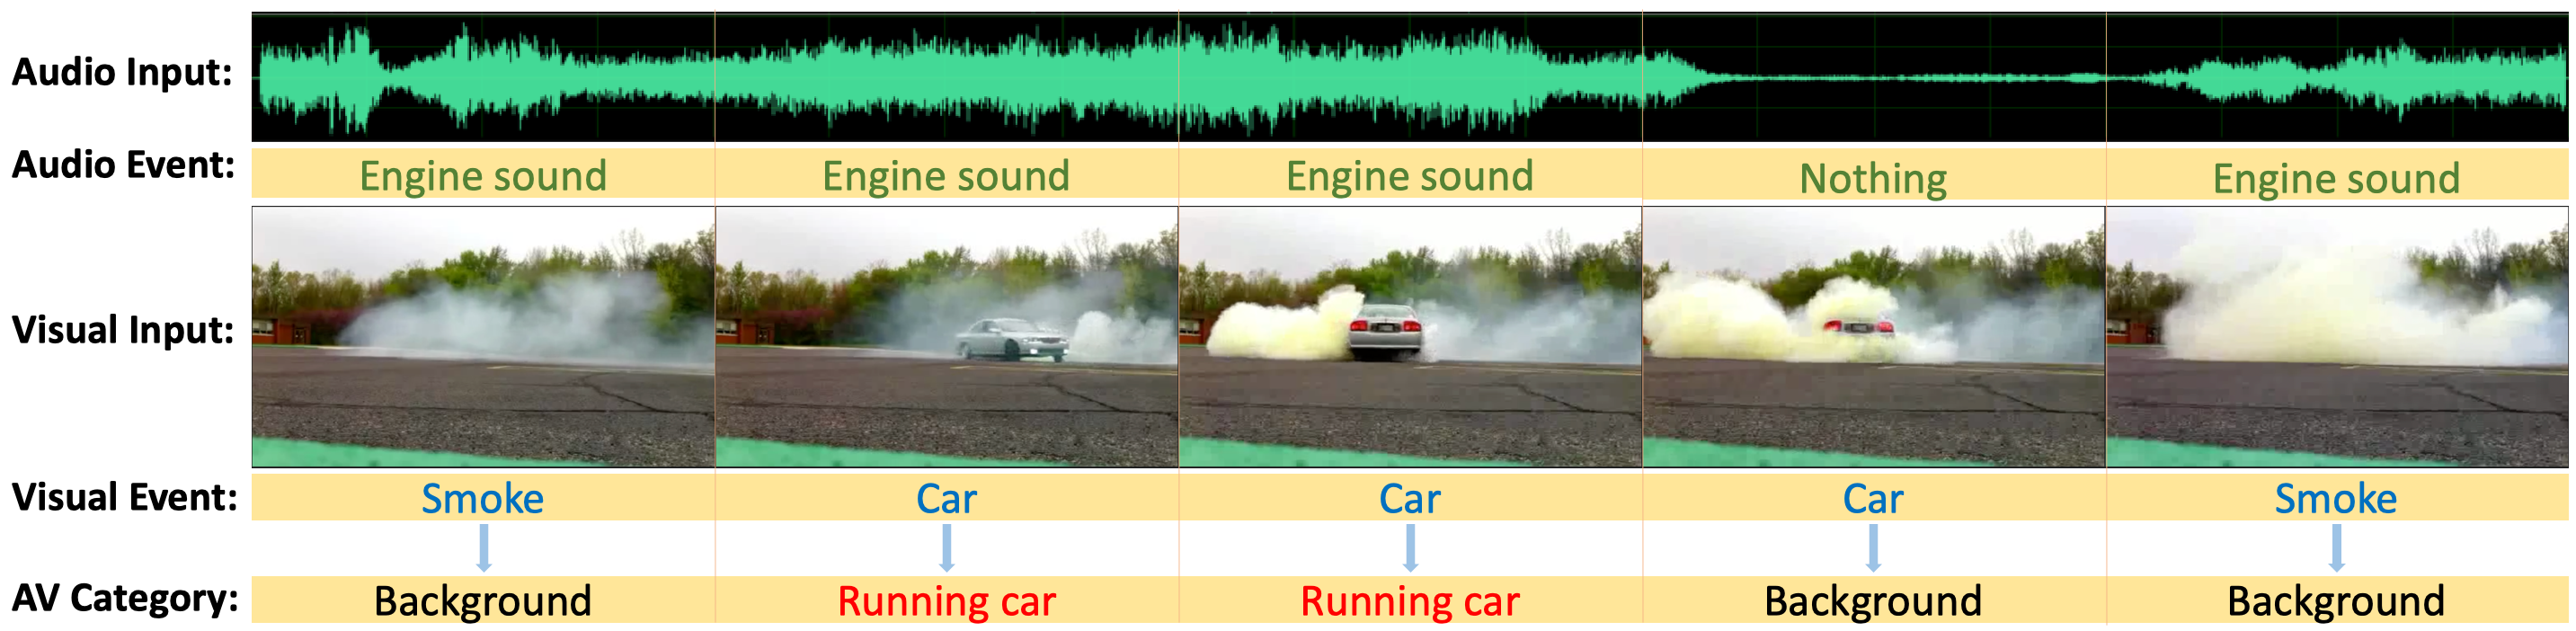 Audio Input:
Audio Event: Engine sound Engine sound Engine sound Nothing Engine sound
Visual Input:
Visual Event: Smoke Car Car Car Smoke
AV Category: Background Running car Running car Background Background